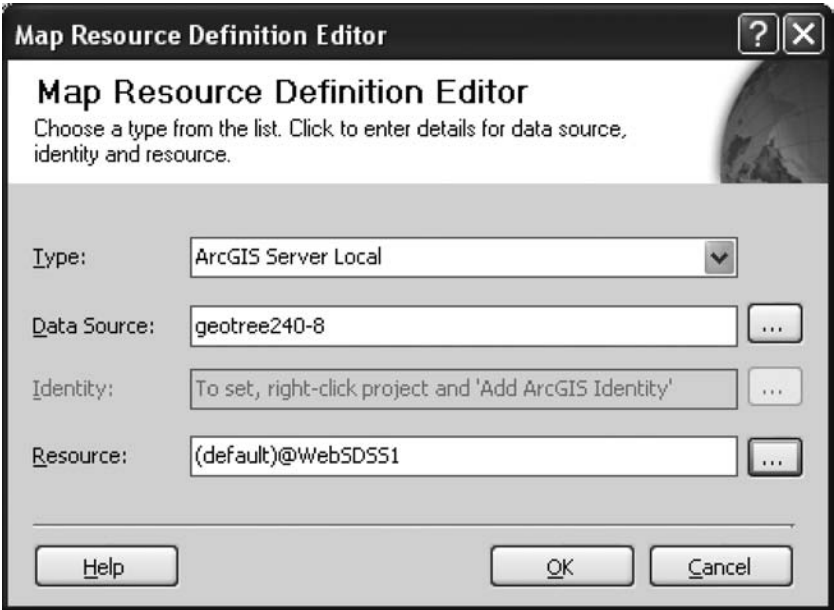 Map Resource Definition Editor ? X
Map Resource Definition Editor
Choose a type from the list. Click to enter details for data source,
identity and resource.
Type: ArcGIS Server Local
Data Source: geotree240-8 ...
Identity: To set, right-click project and 'Add ArcGIS Identity' ...
Resource: (default)@WebSDSS1 ...
Help OK Cancel